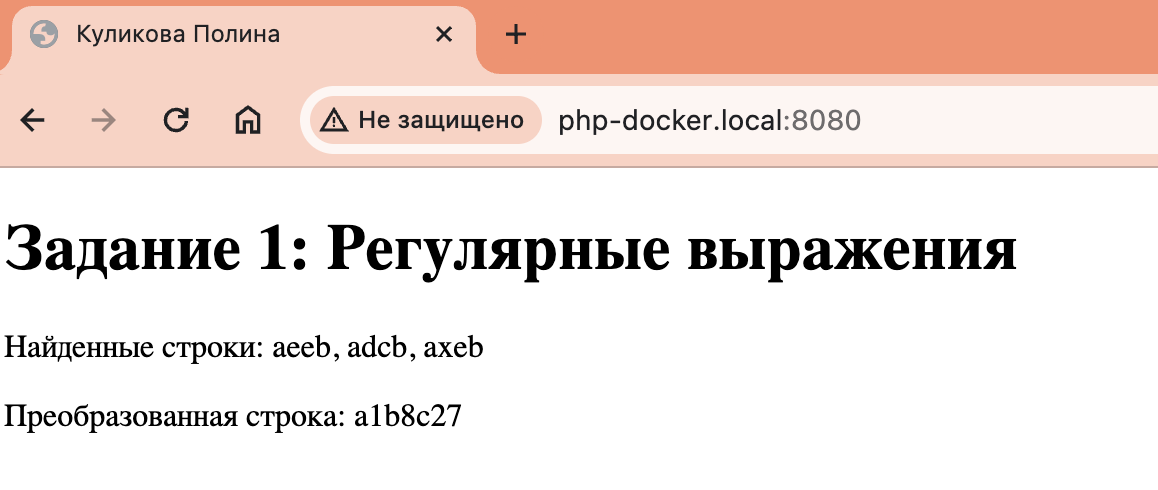 Куликова Полина
Не защищено php-docker.local:8080
Задание 1: Регулярные выражения
Найденные строки: aeeb, adcb, axeb
Преобразованная строка: a1b8c27